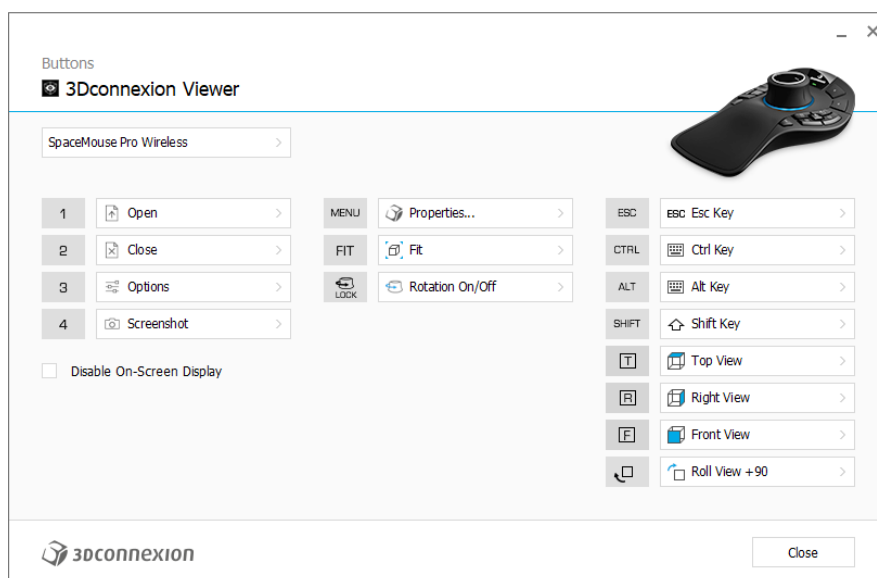 Buttons
3Dconnexion Viewer
SpaceMouse Pro Wireless
1 Open
2 Close
3 Options
4 Screenshot
Disable On-Screen Display
MENU Properties...
FIT Fit
LOCK Rotation On/Off
ESC ESC Esc Key
CTRL Ctrl Key
ALT Alt Key
SHIFT Shift Key
T Top View
R Right View
F Front View
Roll View +90
3Dconnexion
Close